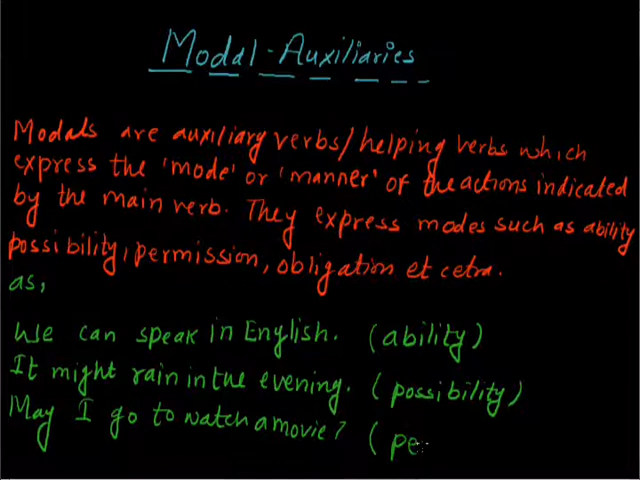 Modal-Auxiliaries
Modals are auxiliary verbs/helping verbs which
express the 'mode' or 'manner' of the actions indicated
by the main verb. They express modes such as ability
possibility, permission, obligation et cetra.
as,
We can speak in English. (ability)
It might rain in the evening. (possibility)
May I go to watch a movie? (pe